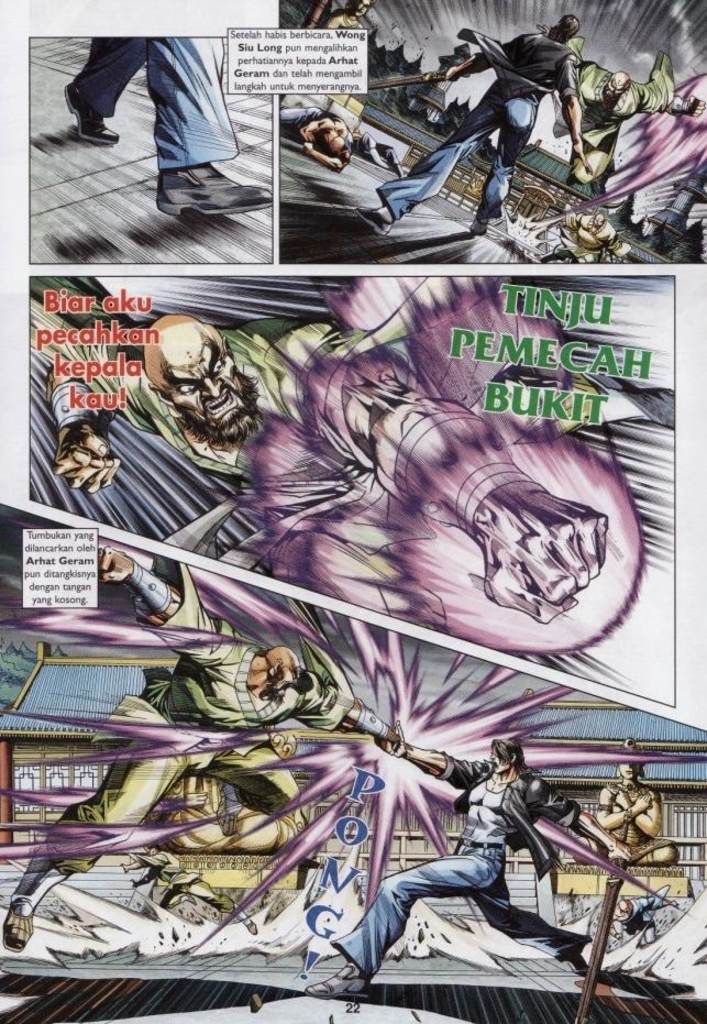 Setelah habis berbicara, Wong
Siu Long pun mengalihkan
perhatiannya kepada Arhat
Geram dan telah mengambil
langkah untuk menyerangnya.
Biar aku
pecahkan
kepala
kau!
TINJU
PEMECAH
BUKIT
Tumbukan yang
dilancarkan oleh
Arhat Geram
pun ditangkisnya
dengan tangan
yang kosong.
PONG!
22